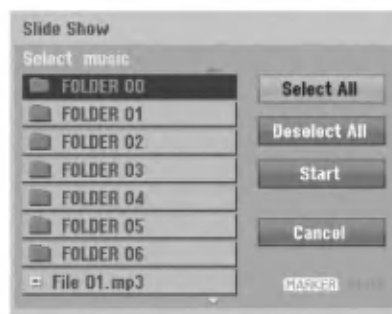 Slide Show
Select music
FOLDER 00
FOLDER 01
FOLDER 02
FOLDER 03
FOLDER 04
FOLDER 05
FOLDER 06
File 01.mp3
Select All
Deselect All
Start
Cancel
MARKER